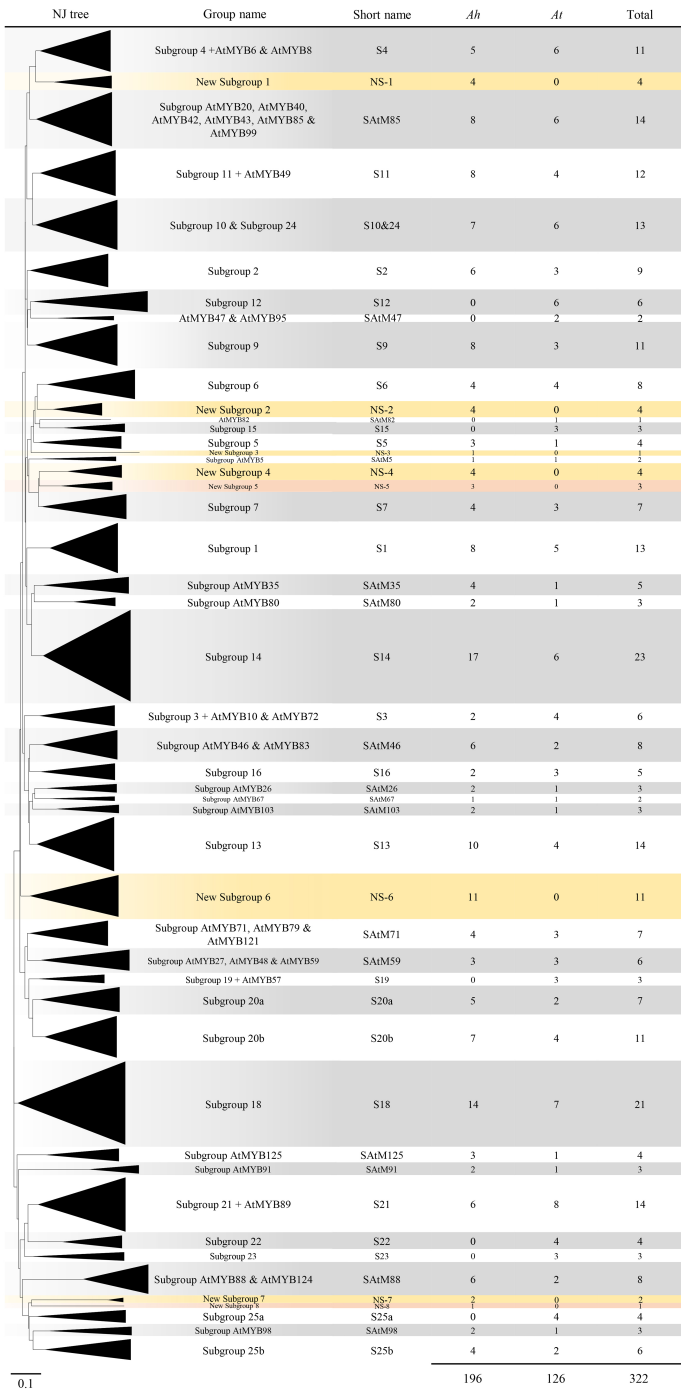 NJ tree Group name Short name Ah At Total
Subgroup 4 +AtMYB6 & AtMYB8 S4 5 6 11
New Subgroup 1 NS-1 4 0 4
Subgroup AtMYB20, AtMYB40,
AtMYB42, AtMYB43, AtMYB85 & SAtM85 8 6 14
AtMYB99
Subgroup 11 + AtMYB49 S11 8 4 12
Subgroup 10 & Subgroup 24 S10&24 7 6 13
Subgroup 2 S2 6 3 9
Subgroup 12 S12 0 6 6
AtMYB47 & AtMYB95 SAtM47 0 2 2
Subgroup 9 S9 8 3 11
Subgroup 6 S6 4 4 8
New Subgroup 2 NS-2 4 0 4
AtMYB82 SAtM82 0 1 1
Subgroup 15 S15 0 3 3
Subgroup 5 S5 3 1 4
New Subgroup 3 NS-3 1 0 1
Subgroup AtMYB5 SAtM5 1 1 2
New Subgroup 4 NS-4 4 0 4
New Subgroup 5 NS-5 3 0 3
Subgroup 7 S7 4 3 7
Subgroup 1 S1 8 5 13
Subgroup AtMYB35 SAtM35 4 1 5
Subgroup AtMYB80 SAtM80 2 1 3
Subgroup 14 S14 17 6 23
Subgroup 3 + AtMYB10 & AtMYB72 S3 2 4 6
Subgroup AtMYB46 & AtMYB83 SAtM46 6 2 8
Subgroup 16 S16 2 3 5
Subgroup AtMYB26 SAtM26 2 1 3
Subgroup AtMYB67 SAtM67 1 1 2
Subgroup AtMYB103 SAtM103 2 1 3
Subgroup 13 S13 10 4 14
New Subgroup 6 NS-6 11 0 11
Subgroup AtMYB71, AtMYB79 & SAtM71 4 3 7
AtMYB121
Subgroup AtMYB27, AtMYB48 & AtMYB59 SAtM59 3 3 6
Subgroup 19 + AtMYB57 S19 0 3 3
Subgroup 20a S20a 5 2 7
Subgroup 20b S20b 7 4 11
Subgroup 18 S18 14 7 21
Subgroup AtMYB125 SAtM125 3 1 4
Subgroup AtMYB91 SAtM91 2 1 3
Subgroup 21 + AtMYB89 S21 6 8 14
Subgroup 22 S22 0 4 4
Subgroup 23 S23 0 3 3
Subgroup AtMYB88 & AtMYB124 SAtM88 6 2 8
New Subgroup 7 NS-7 2 0 2
New Subgroup 8 NS-8 1 0 1
Subgroup 25a S25a 0 4 4
Subgroup AtMYB98 SAtM98 2 1 3
Subgroup 25b S25b 4 2 6
0.1 196 126 322